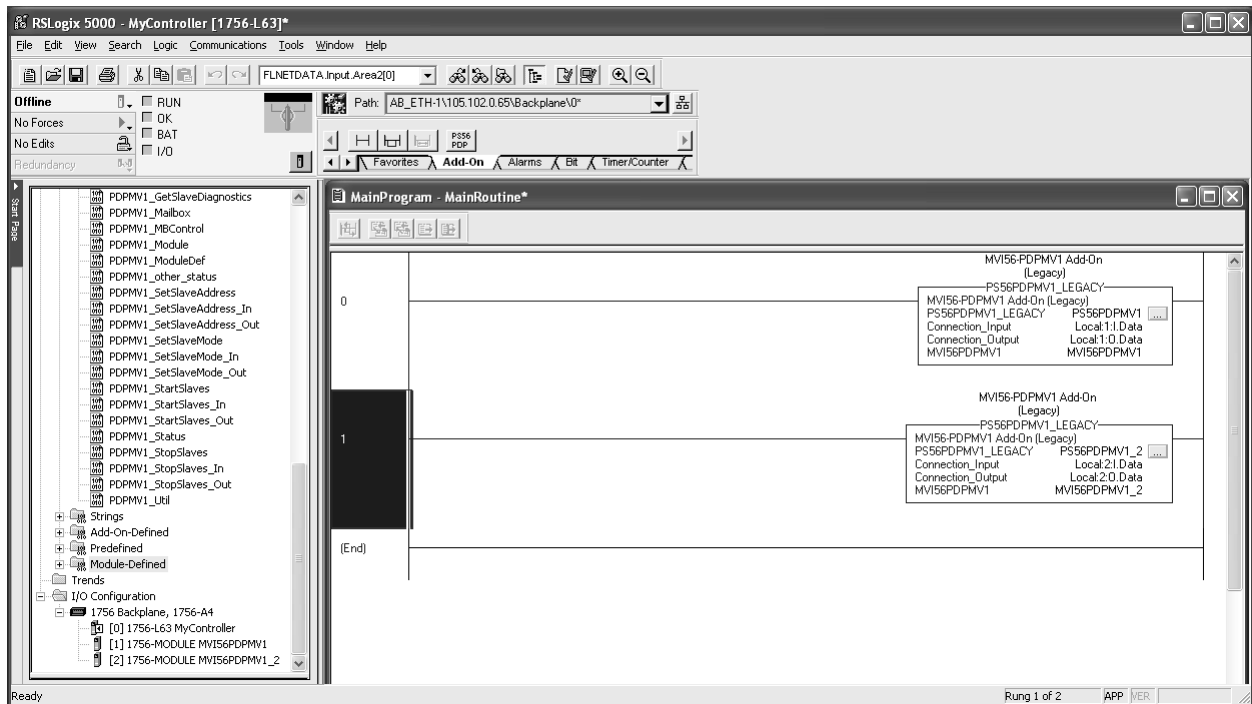 RSLogix 5000 - MyController [1756-L63]*
File Edit View Search Logic Communications Tools Window Help
FLNETDATA.Input.Area2[0]
Offline
RUN
No Forces
OK
No Edits
BAT
Redundancy
I/O
Path: AB_ETH-1\105.102.0.65\Backplane\0*
PS56
PDP
Favorites Add-On Alarms Bit Timer/Counter
Start Page
PDPMV1_GetSlaveDiagnostics
PDPMV1_Mailbox
PDPMV1_MBControl
PDPMV1_Module
PDPMV1_ModuleDef
PDPMV1_other_status
PDPMV1_SetSlaveAddress
PDPMV1_SetSlaveAddress_In
PDPMV1_SetSlaveAddress_Out
PDPMV1_SetSlaveMode
PDPMV1_SetSlaveMode_In
PDPMV1_SetSlaveMode_Out
PDPMV1_StartSlaves
PDPMV1_StartSlaves_In
PDPMV1_StartSlaves_Out
PDPMV1_Status
PDPMV1_StopSlaves
PDPMV1_StopSlaves_In
PDPMV1_StopSlaves_Out
PDPMV1_Util
Strings
Add-On-Defined
Predefined
Module-Defined
Trends
I/O Configuration
1756 Backplane, 1756-A4
[0] 1756-L63 MyController
[1] 1756-MODULE MVI56PDPMV1
[2] 1756-MODULE MVI56PDPMV1_2
MainProgram - MainRoutine*
0
MVI56-PDPMV1 Add-On
(Legacy)
PS56PDPMV1_LEGACY
MVI56-PDPMV1 Add-On (Legacy)
PS56PDPMV1_LEGACY PS56PDPMV1 ...
Connection_Input Local:1:I.Data
Connection_Output Local:1:O.Data
MVI56PDPMV1 MVI56PDPMV1
1
MVI56-PDPMV1 Add-On
(Legacy)
PS56PDPMV1_LEGACY
MVI56-PDPMV1 Add-On (Legacy)
PS56PDPMV1_LEGACY PS56PDPMV1_2 ...
Connection_Input Local:2:I.Data
Connection_Output Local:2:O.Data
MVI56PDPMV1 MVI56PDPMV1_2
(End)
Ready
Rung 1 of 2
APP
VER